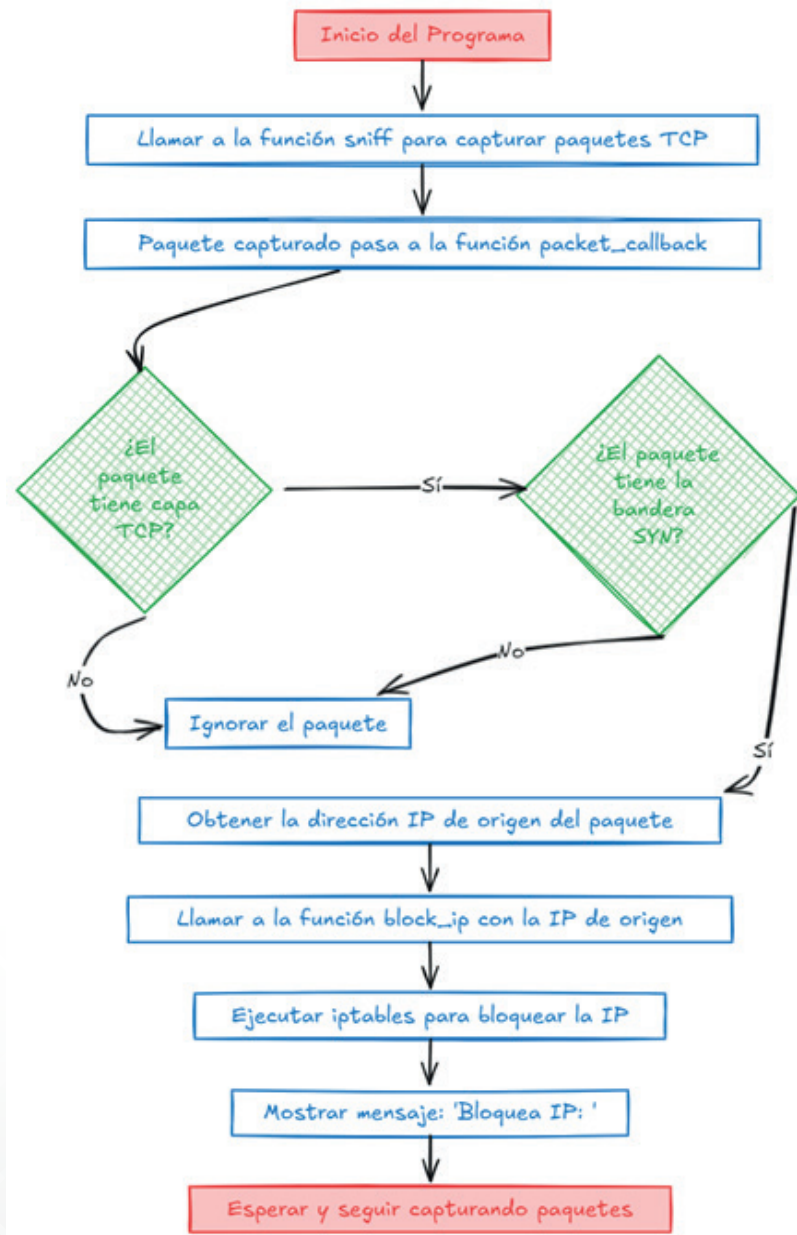 Inicio del Programa
Llamar a la función sniff para capturar paquetes TCP
Paquete capturado pasa a la función packet_callback
¿El
paquete
tiene capa
TCP?
Sí
¿El paquete
tiene la
bandera
SYN?
No
No
Ignorar el paquete
Sí
Obtener la dirección IP de origen del paquete
Llamar a la función block_ip con la IP de origen
Ejecutar iptables para bloquear la IP
Mostrar mensaje: 'Bloquea IP: '
Esperar y seguir capturando paquetes